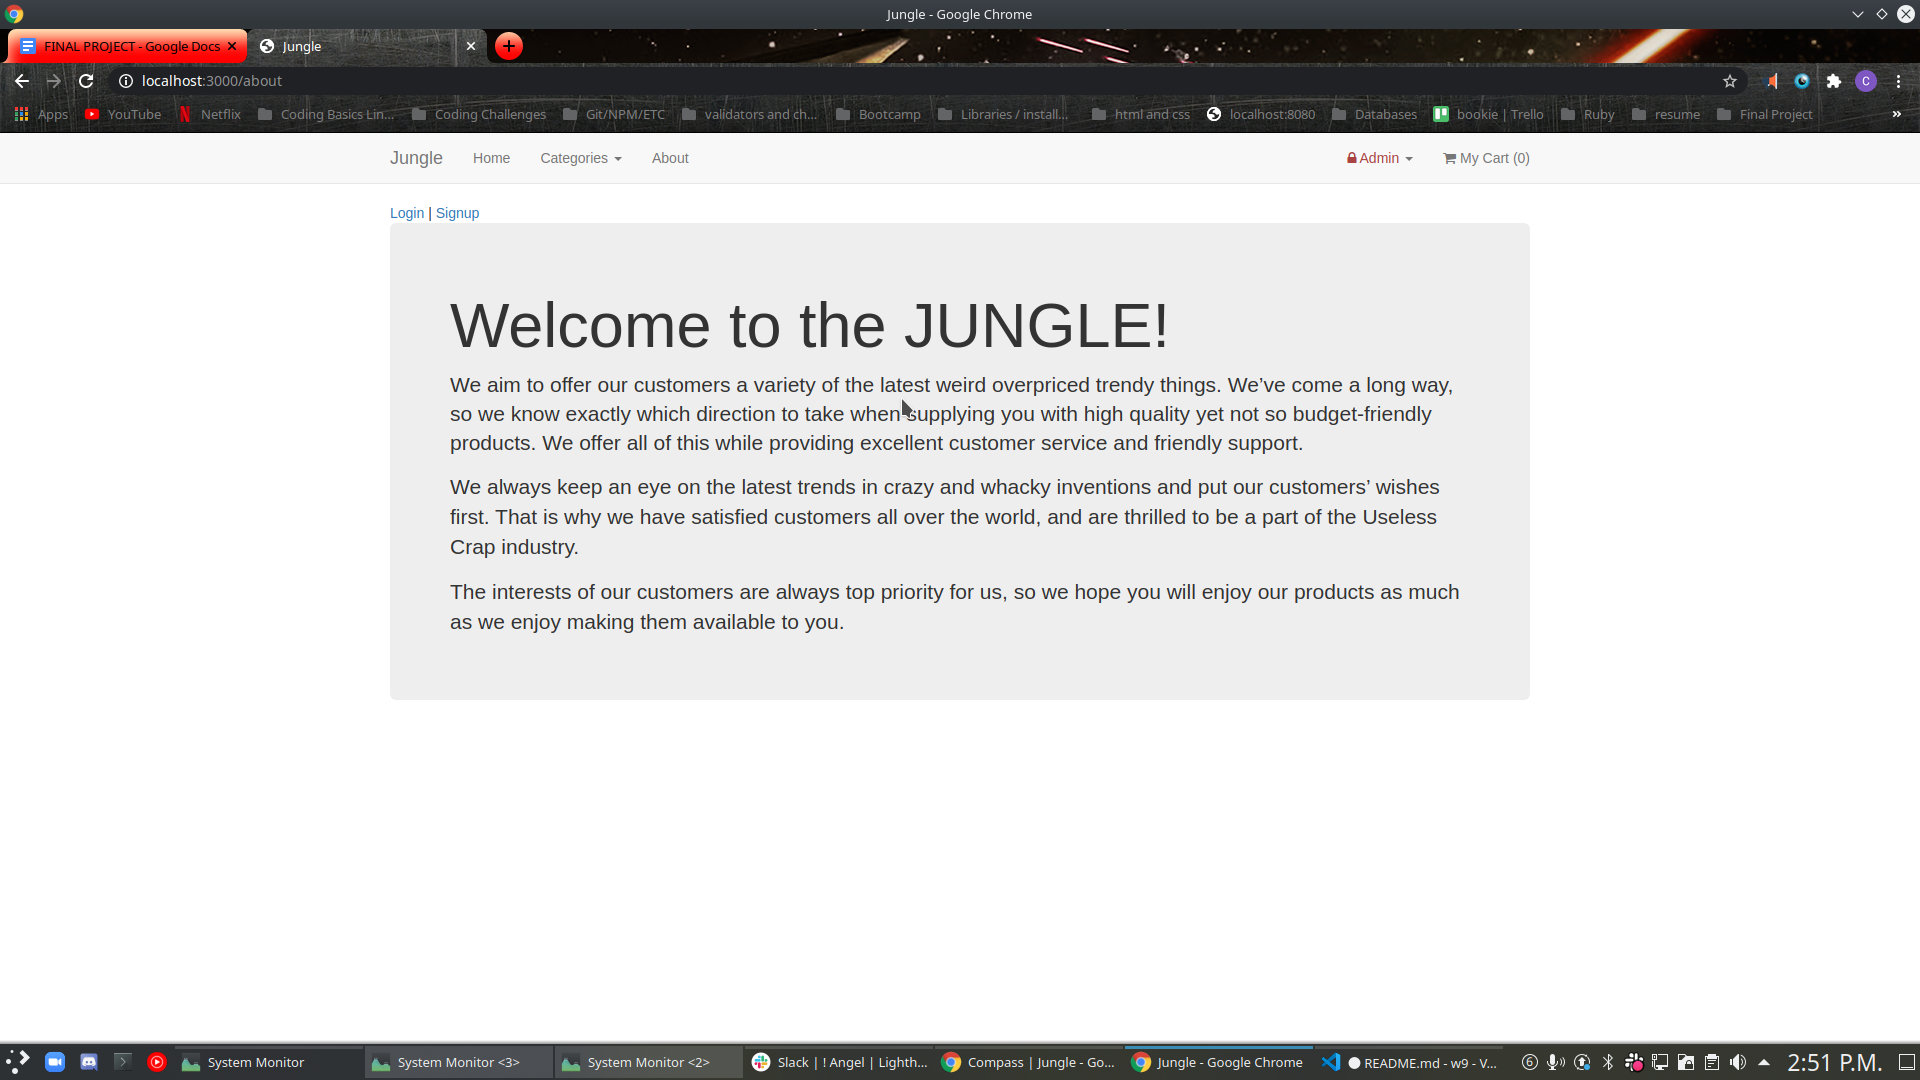 Jungle - Google Chrome
FINAL PROJECT - Google Docs
Jungle
localhost:3000/about
C
Apps YouTube Netflix Coding Basics Lin... Coding Challenges Git/NPM/ETC validators and ch... Bootcamp Libraries / install... html and css localhost:8080 Databases bookie | Trello Ruby resume Final Project »
Jungle Home Categories About Admin My Cart (0)
Login | Signup
Welcome to the JUNGLE!
We aim to offer our customers a variety of the latest weird overpriced trendy things. We’ve come a long way,
so we know exactly which direction to take when supplying you with high quality yet not so budget-friendly
products. We offer all of this while providing excellent customer service and friendly support.
We always keep an eye on the latest trends in crazy and whacky inventions and put our customers’ wishes
first. That is why we have satisfied customers all over the world, and are thrilled to be a part of the Useless
Crap industry.
The interests of our customers are always top priority for us, so we hope you will enjoy our products as much
as we enjoy making them available to you.
System Monitor System Monitor <3> System Monitor <2> Slack | ! Angel | Lighth... Compass | Jungle - Go... Jungle - Google Chrome README.md - w9 - V... 6 2:51 P.M.